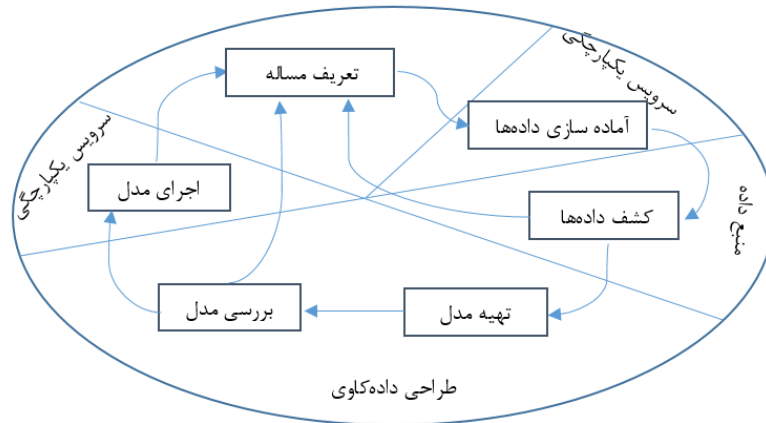 سرویس یکپارچگی
تعریف مساله
آماده سازی داده‌ها
سرویس یکپارچگی
اجرای مدل
منبع داده
کشف داده‌ها
بررسی مدل
تهیه مدل
طراحی داده‌کاوی